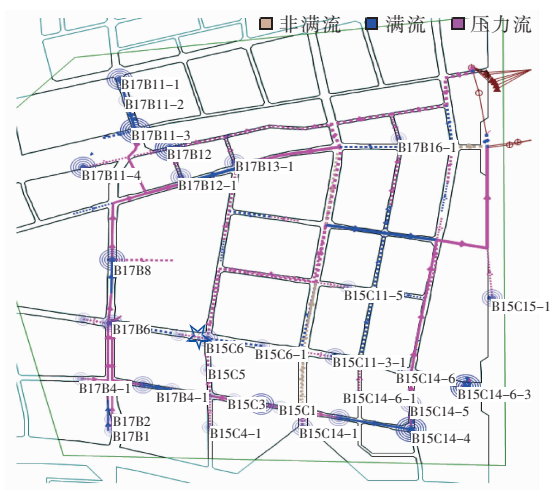 非满流 满流 压力流
B17B11-1
B17B11-2
B17B11-3
B17B12
B17B16-1
B17B13-1
B17B11-4
B17B12-1
B17B8
B15C11-5
B15C15-1
B17B6
B15C6
B15C6-1
B15C11-3-1
B15C5
B15C14-6
B17B4-1
B17B4-1
B15C14-6-1
B15C14-6-3
B15C3
B15C1
B15C14-5
B17B2
B17B1
B15C4-1
B15C14-1
B15C14-4